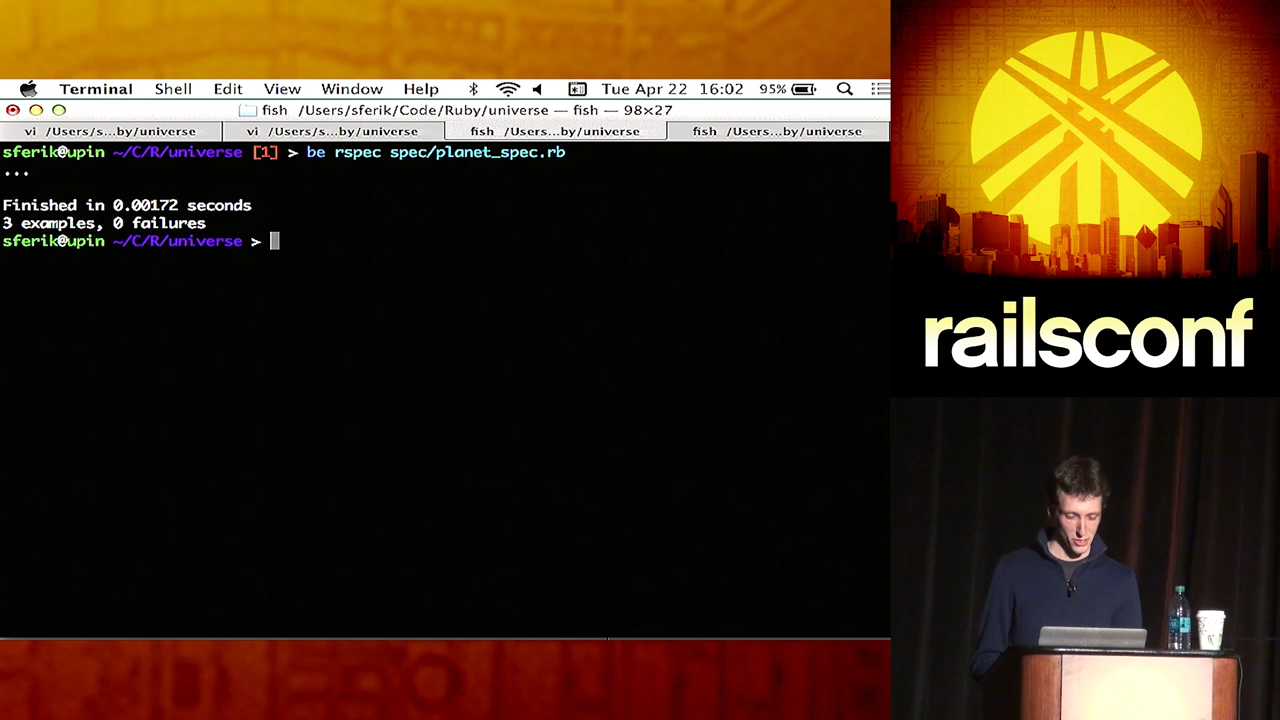 Terminal Shell Edit View Window Help Tue Apr 22 16:02 95%
fish /Users/sferik/Code/Ruby/universe — fish — 98×27
vi /Users/s...by/universe vi /Users/s...by/universe fish /Users...by/universe fish /Users...by/universe
sferik@upin ~/C/R/universe [1] > be rspec spec/planet_spec.rb
...
Finished in 0.00172 seconds
3 examples, 0 failures
sferik@upin ~/C/R/universe >
railsconf